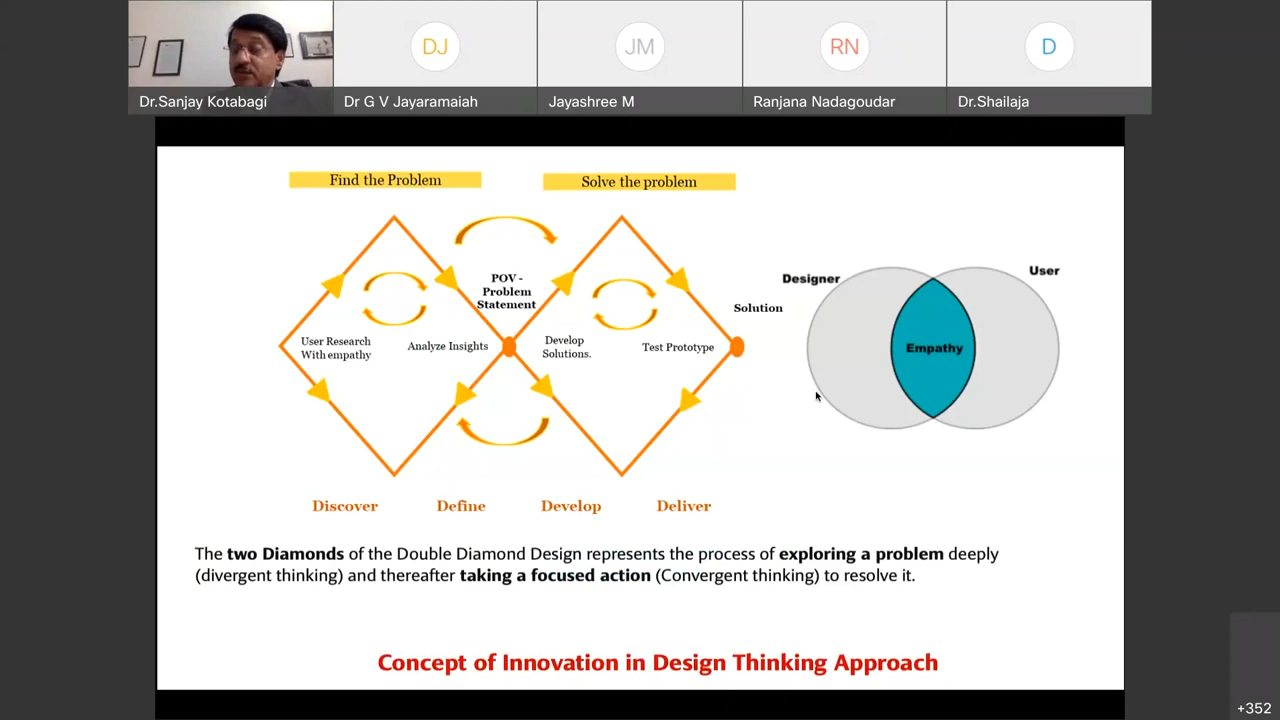 DJ
JM
RN
D
Dr.Sanjay Kotabagi
Dr G V Jayaramaiah
Jayashree M
Ranjana Nadagoudar
Dr.Shailaja
Find the Problem
Solve the problem
POV -
Problem
Statement
User Research
With empathy
Analyze Insights
Develop
Solutions.
Test Prototype
Solution
Designer
User
Empathy
Discover
Define
Develop
Deliver
The two Diamonds of the Double Diamond Design represents the process of exploring a problem deeply
(divergent thinking) and thereafter taking a focused action (Convergent thinking) to resolve it.
Concept of Innovation in Design Thinking Approach
+352